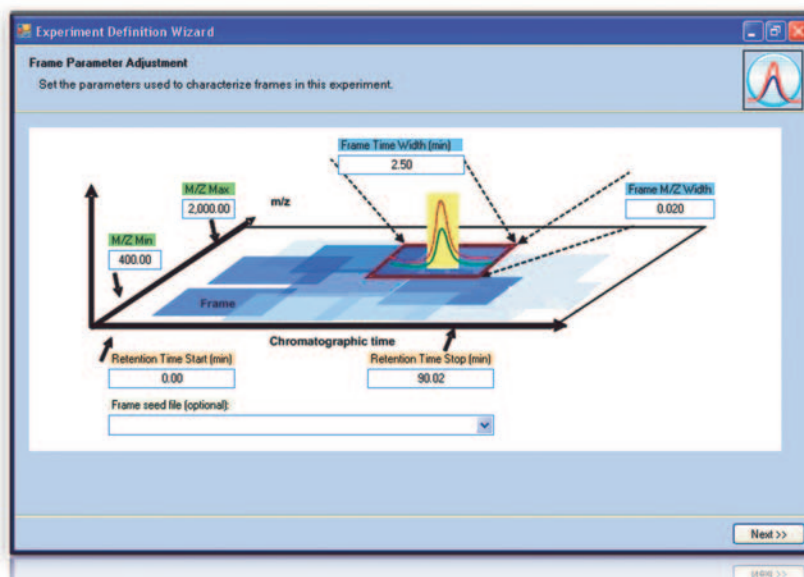 Experiment Definition Wizard
Frame Parameter Adjustment
Set the parameters used to characterize frames in this experiment.
Frame Time Width (min)
2.50
M/Z Max
2,000.00
m/z
Frame M/Z Width
0.020
M/Z Min
400.00
Frame
Chromatographic time
Retention Time Start (min)
0.00
Retention Time Stop (min)
90.02
Frame seed file (optional):
Next >>